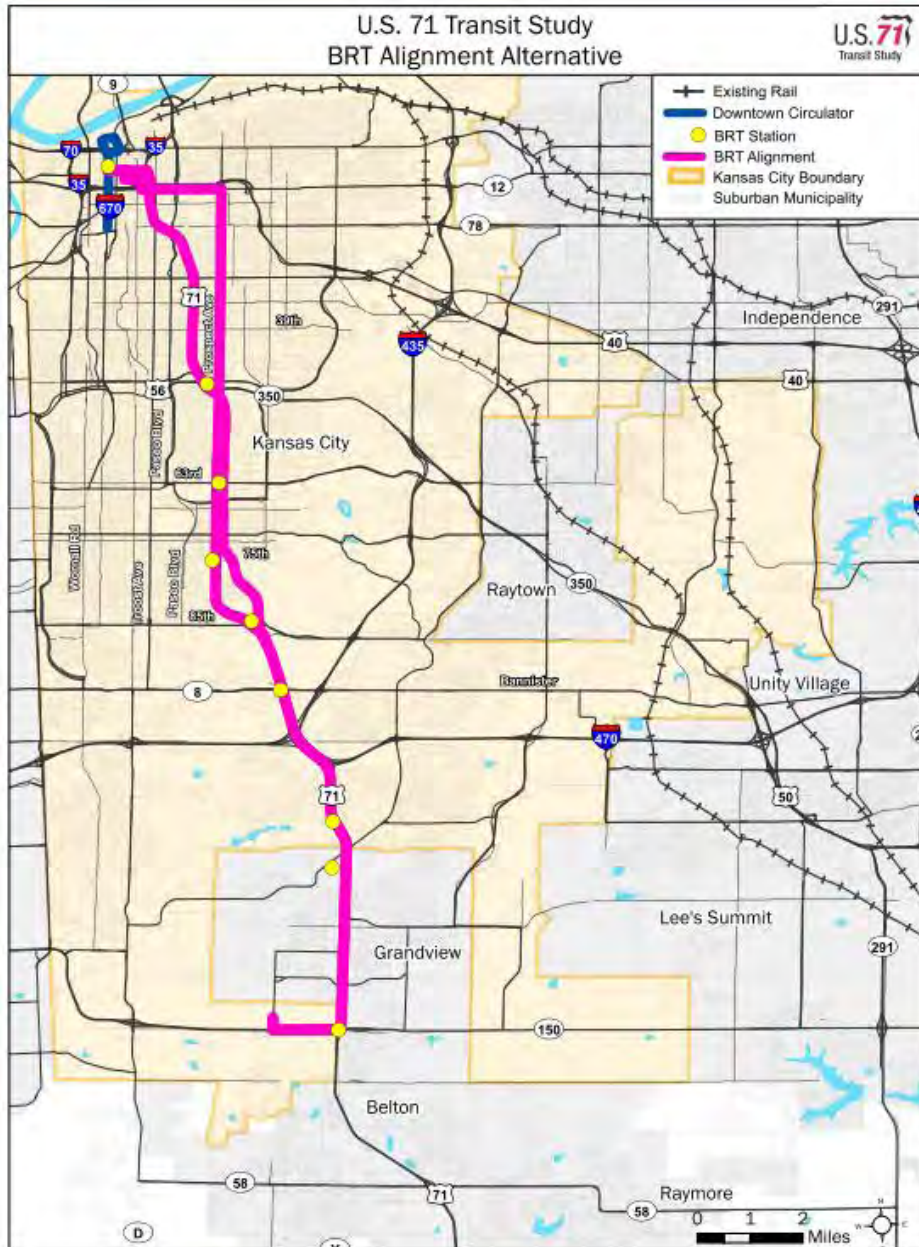 U.S. 71 Transit Study
BRT Alignment Alternative
U.S. 71
Transit Study
Existing Rail
Downtown Circulator
BRT Station
BRT Alignment
Kansas City Boundary
Suburban Municipality
9
70
35
35
670
12
78
71
Prospect Ave
39th
435
Independence
291
40
40
56
350
Kansas City
Paseo Blvd
63rd
Wornall Rd
Troost Ave
Paseo Blvd
75th
85th
Raytown
350
8
Bannister
Unity Village
470
71
50
Lee's Summit
Grandview
291
150
Belton
58
71
Raymore
58
D
0 1 2
Miles
N
W
E
S